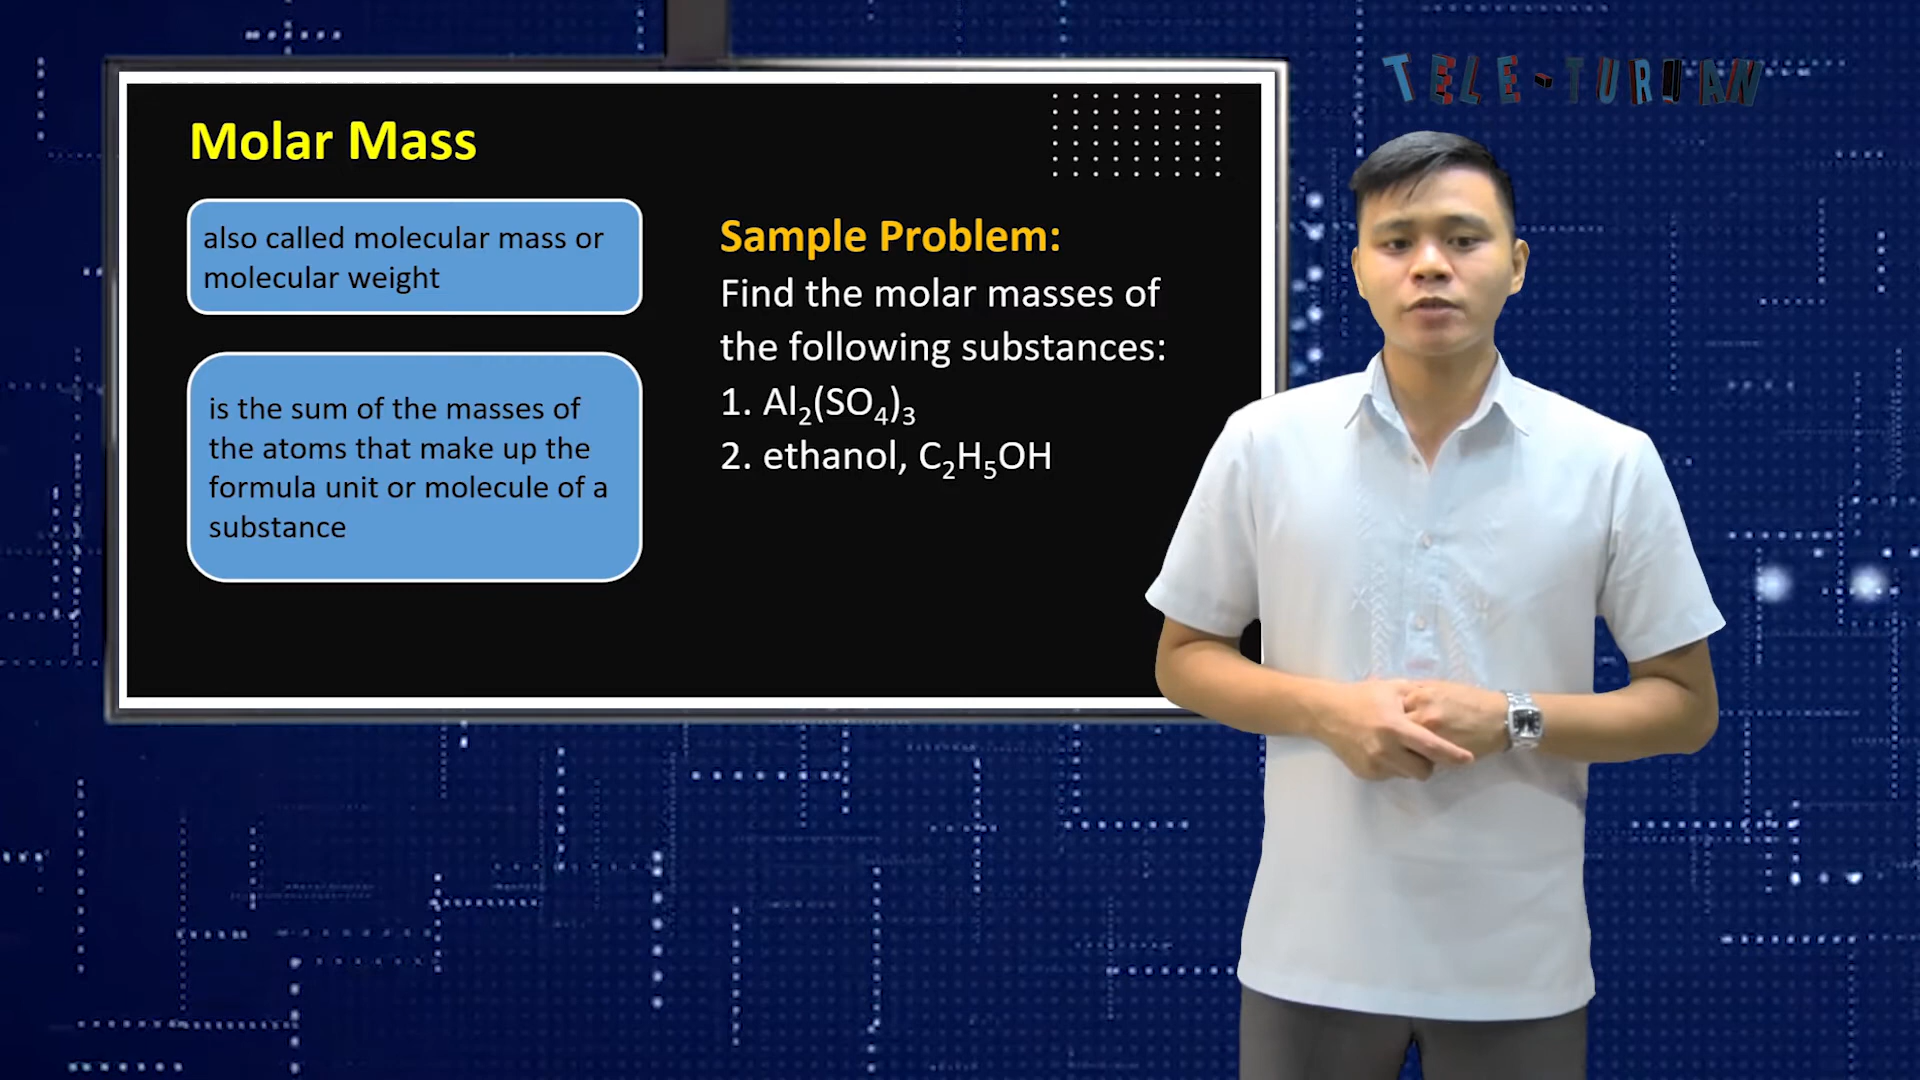 TELE-TURUAN
Molar Mass
also called molecular mass or
molecular weight
is the sum of the masses of
the atoms that make up the
formula unit or molecule of a
substance
Sample Problem:
Find the molar masses of
the following substances:
1. Al₂(SO₄)₃
2. ethanol, C₂H₅OH